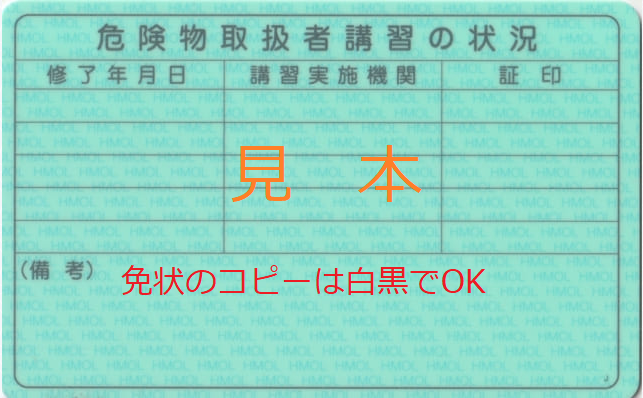 危険物取扱者講習の状況
修了年月日 講習実施機関 証印
見 本
(備 考)
免状のコピーは白黒でOK